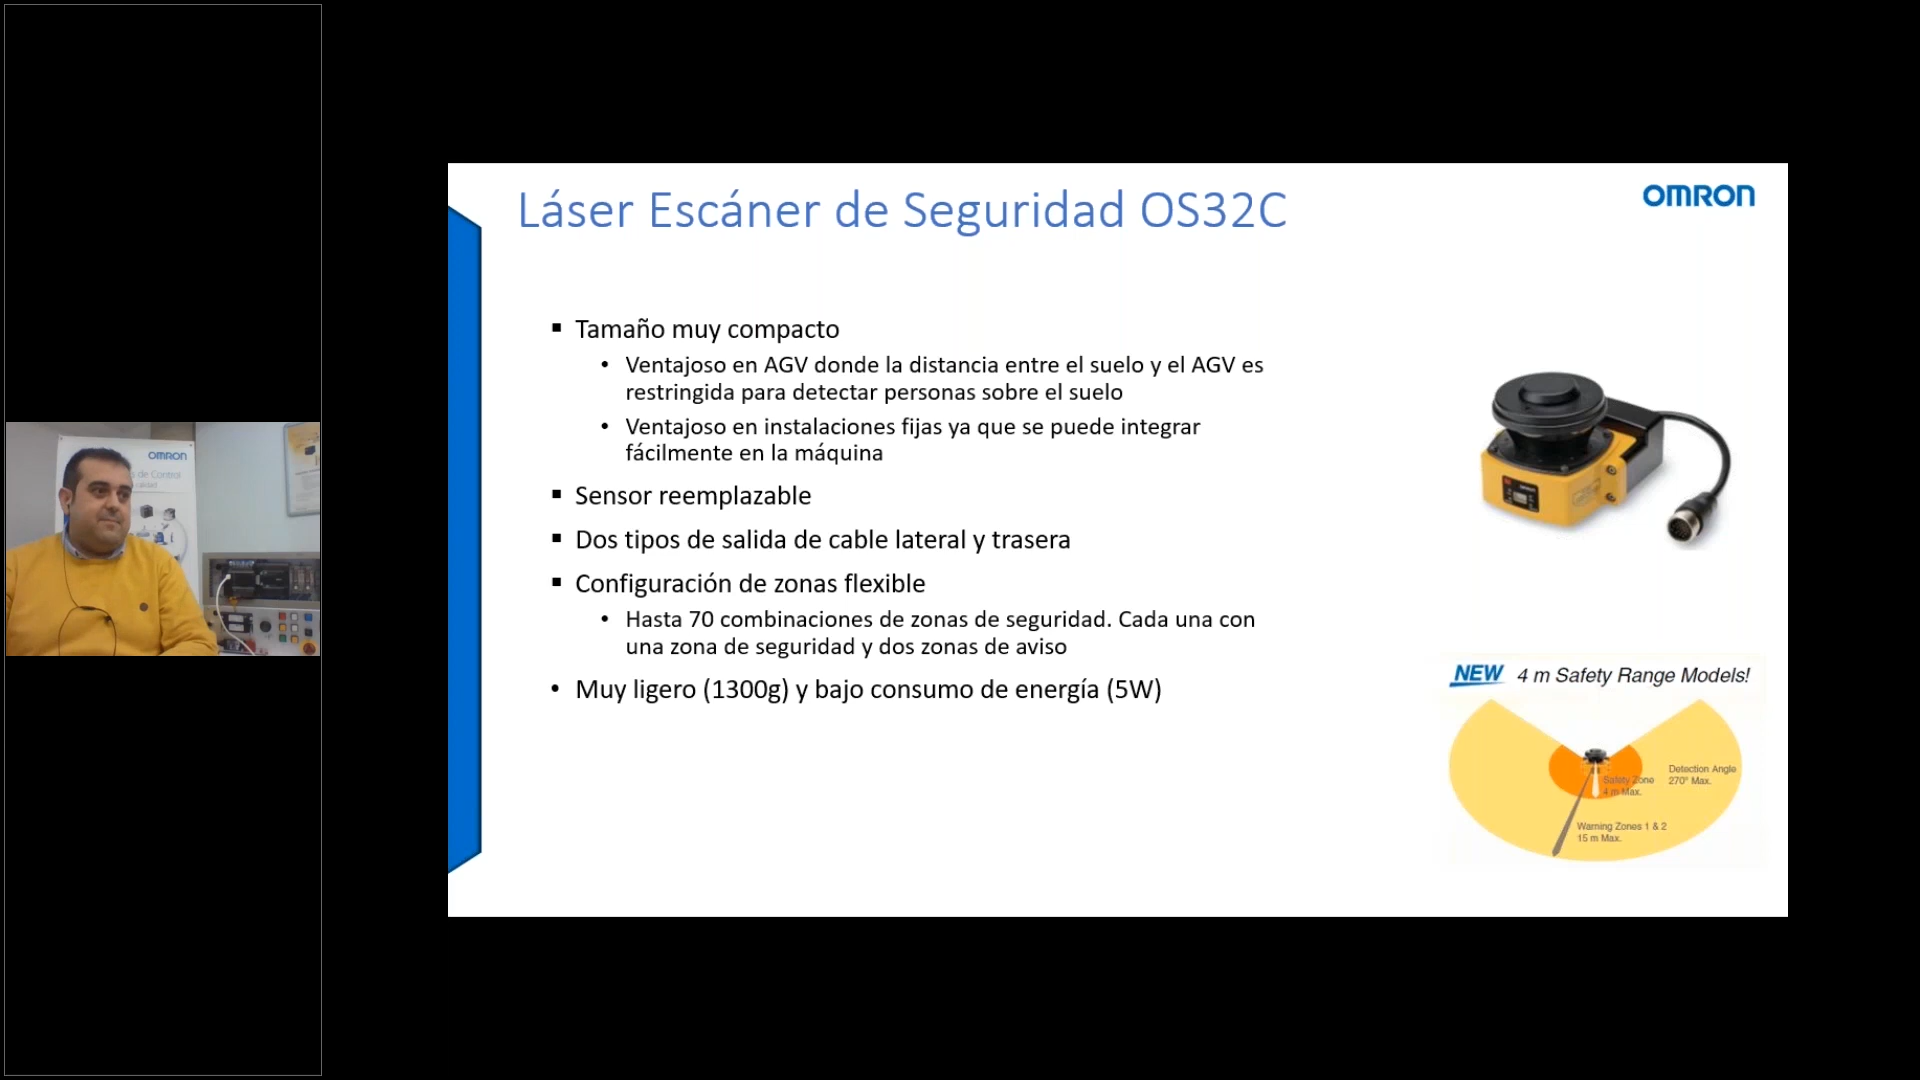 Láser Escáner de Seguridad OS32C
OMRON
▪ Tamaño muy compacto
• Ventajoso en AGV donde la distancia entre el suelo y el AGV es
restringida para detectar personas sobre el suelo
• Ventajoso en instalaciones fijas ya que se puede integrar
fácilmente en la máquina
▪ Sensor reemplazable
▪ Dos tipos de salida de cable lateral y trasera
▪ Configuración de zonas flexible
• Hasta 70 combinaciones de zonas de seguridad. Cada una con
una zona de seguridad y dos zonas de aviso
• Muy ligero (1300g) y bajo consumo de energía (5W)
NEW 4 m Safety Range Models!
Safety Zone
4 m Max.
Detection Angle
270° Max.
Warning Zones 1 & 2
15 m Max.
OMRON
de Control